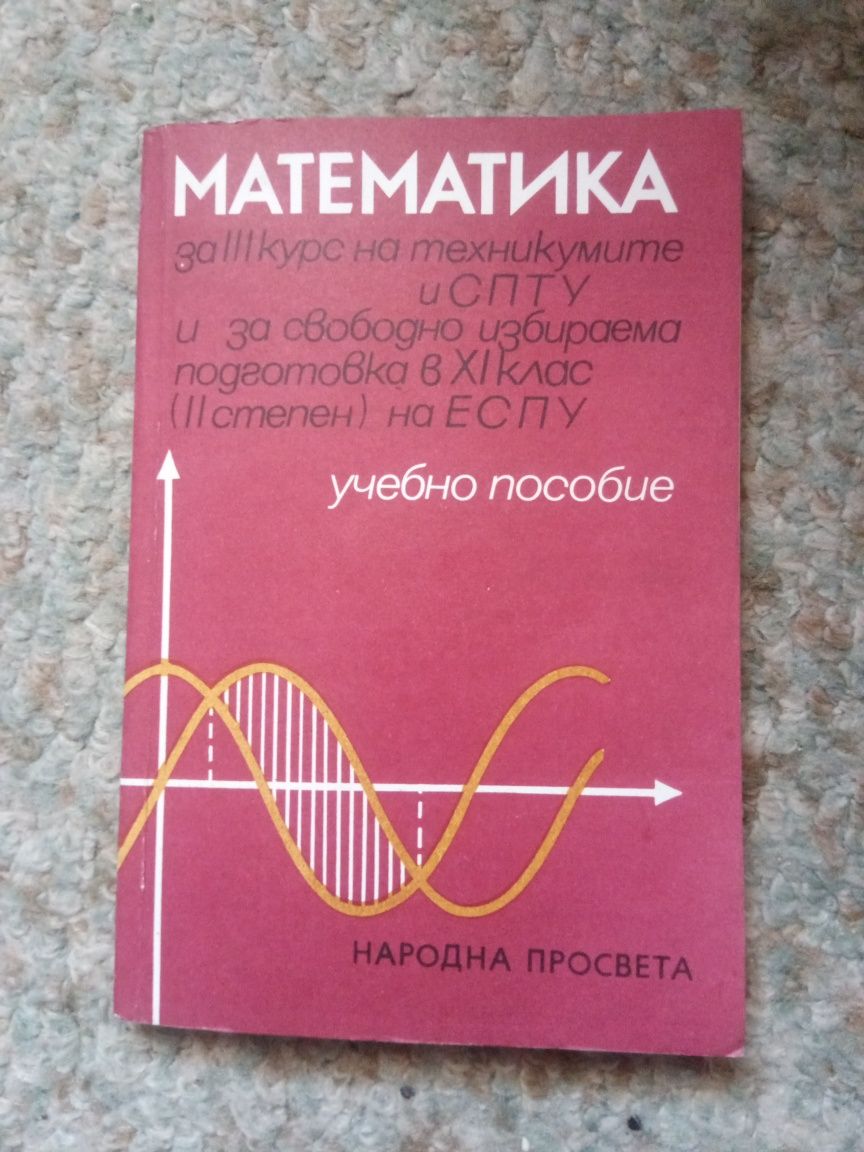 МАТЕМАТИКА
за III курс на техникумите
и СПТУ
и за свободно избираема
подготовка в XI клас
(II степен) на ЕСПУ
учебно пособие
НАРОДНА ПРОСВЕТА